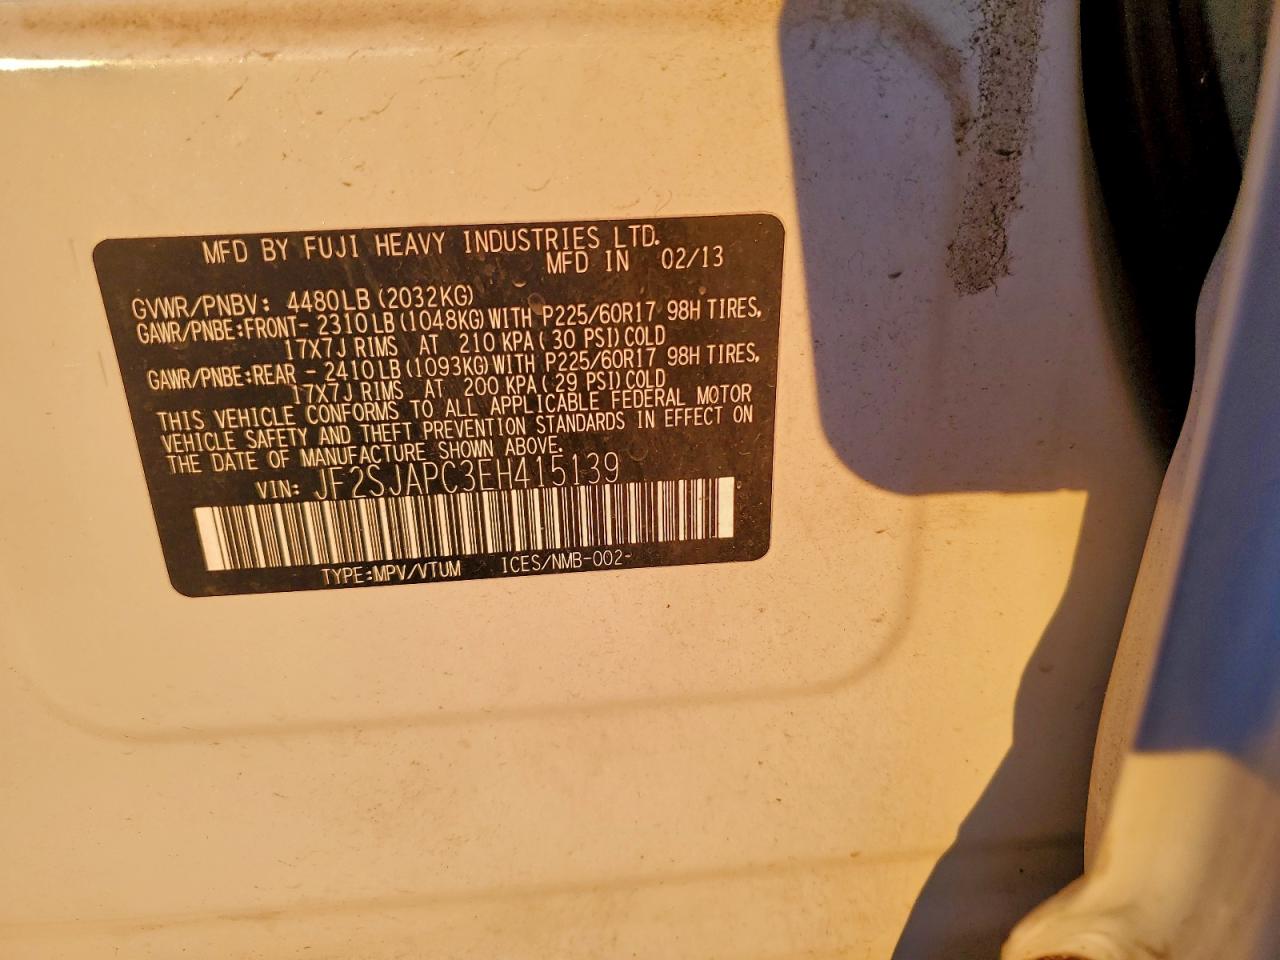 MFD BY FUJI HEAVY INDUSTRIES LTD.
MFD IN 02/13
GVWR/PNBV: 4480LB(2032KG)
GAWR/PNBE:FRONT- 2310LB(1048KG)WITH P225/60R17 98H TIRES,
17X7J RIMS AT 210 KPA(30 PSI)COLD
GAWR/PNBE:REAR - 2410LB(1093KG)WITH P225/60R17 98H TIRES,
17X7J RIMS AT 200 KPA(29 PSI)COLD
THIS VEHICLE CONFORMS TO ALL APPLICABLE FEDERAL MOTOR
VEHICLE SAFETY AND THEFT PREVENTION STANDARDS IN EFFECT ON
THE DATE OF MANUFACTURE SHOWN ABOVE.
VIN: JF2SJAPC3EH415139
TYPE:MPV/VTUM ICES/NMB-002-